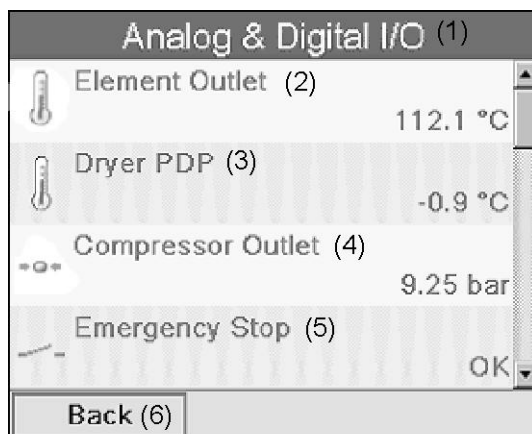 Analog & Digital I/O (1)
Element Outlet (2)
112.1 °C
Dryer PDP (3)
-0.9 °C
Compressor Outlet (4)
9.25 bar
Emergency Stop (5)
OK
Back (6)